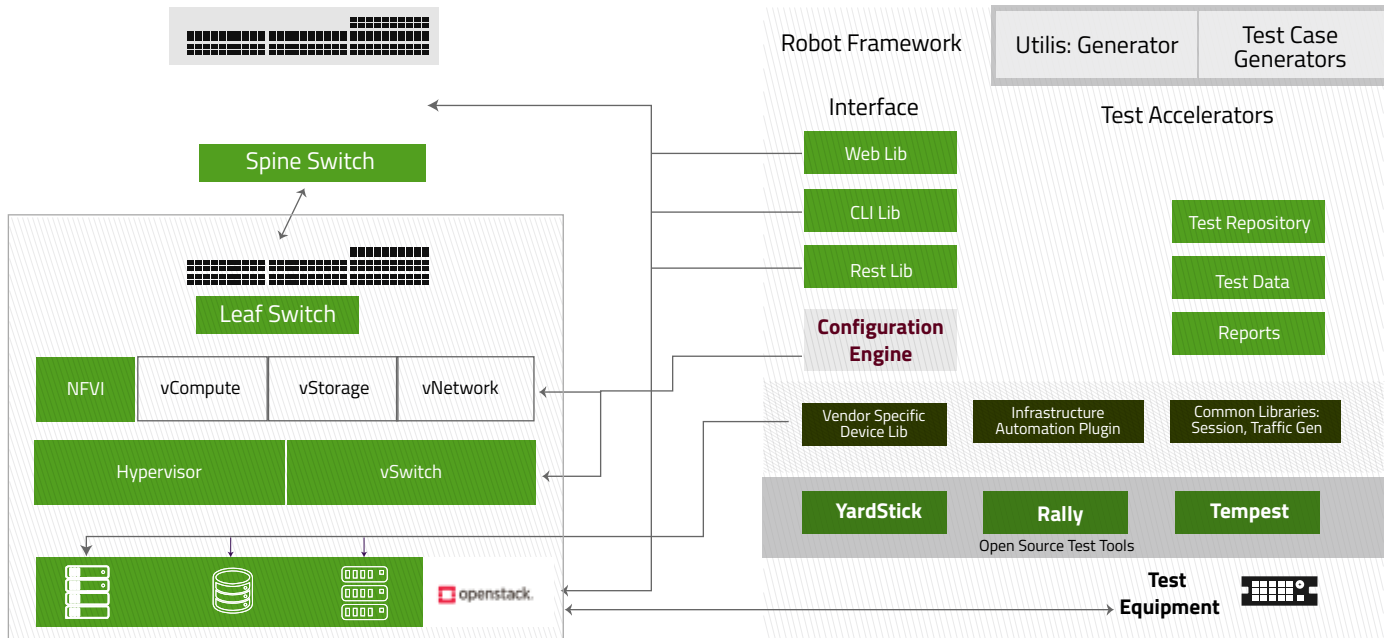 Spine Switch
Leaf Switch
NFVI
vCompute
vStorage
vNetwork
Hypervisor
vSwitch
openstack.
Robot Framework
Utilis: Generator
Test Case
Generators
Interface
Test Accelerators
Web Lib
CLI Lib
Rest Lib
Configuration
Engine
Test Repository
Test Data
Reports
Vendor Specific
Device Lib
Infrastructure
Automation Plugin
Common Libraries:
Session, Traffic Gen
YardStick
Rally
Tempest
Open Source Test Tools
Test
Equipment